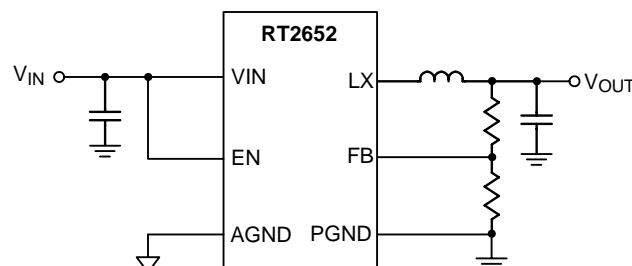 RT2652
VIN
VIN
LX
VOUT
EN
FB
AGND
PGND